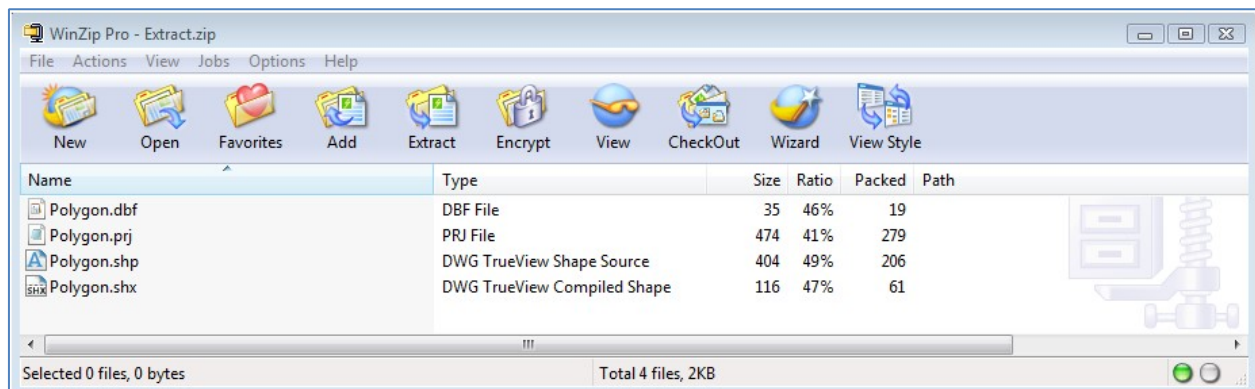 WinZip Pro - Extract.zip
File Actions View Jobs Options Help
New Open Favorites Add Extract Encrypt View CheckOut Wizard View Style
Name Type Size Ratio Packed Path
Polygon.dbf DBF File 35 46% 19
Polygon.prj PRJ File 474 41% 279
Polygon.shp DWG TrueView Shape Source 404 49% 206
SHX Polygon.shx DWG TrueView Compiled Shape 116 47% 61
Selected 0 files, 0 bytes Total 4 files, 2KB